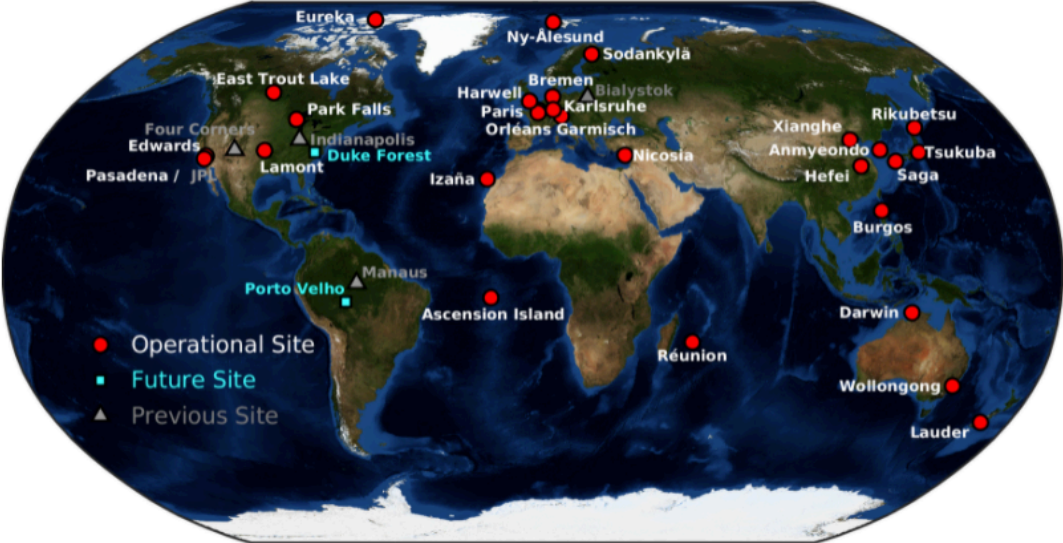 Eureka
Ny-Ålesund
Sodankylä
East Trout Lake
Bremen
Harwell
Bialystok
Park Falls
Paris
Karlsruhe
Rikubetsu
Four Corners
Orléans Garmisch
Xianghe
Edwards
Indianapolis
Anmyeondo
Tsukuba
Duke Forest
Nicosia
Lamont
Pasadena / JPL
Izaña
Hefei
Saga
Burgos
Manaus
Porto Velho
Ascension Island
Darwin
Operational Site
Réunion
Future Site
Wollongong
Previous Site
Lauder